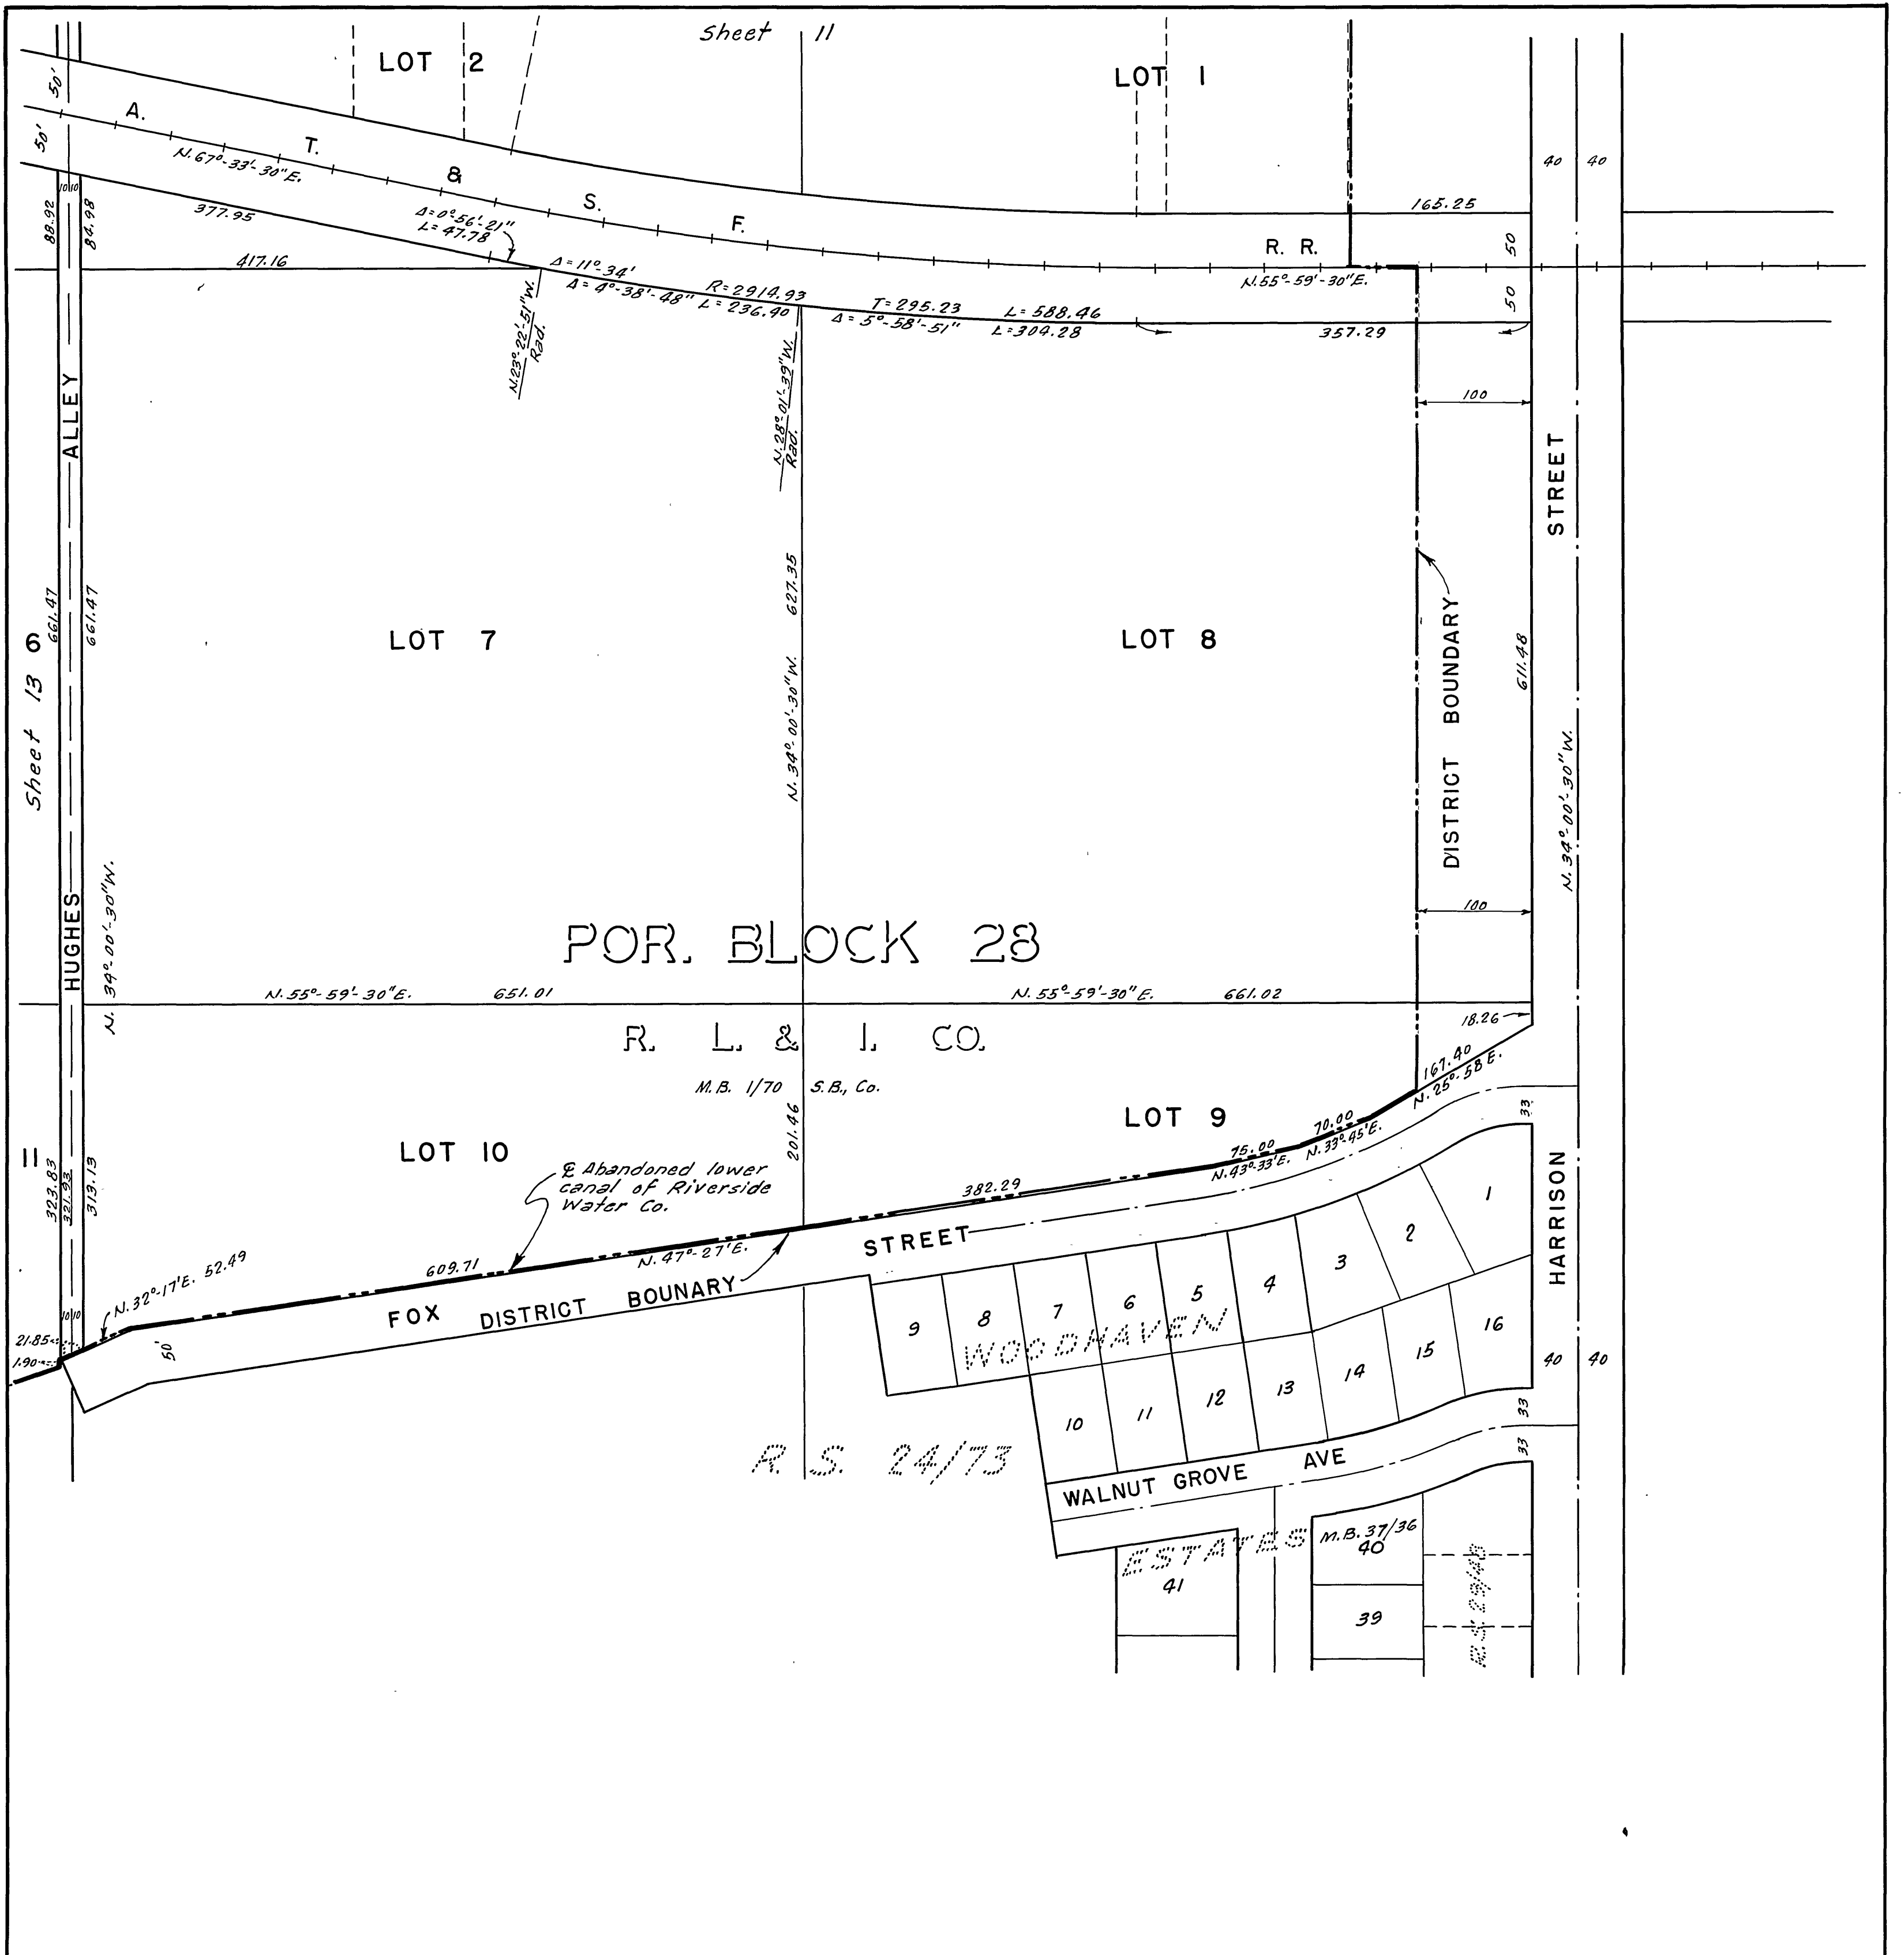 Sheet 11
LOT 2
LOT 1
50'
50'
A. T. & S. F. R. R.
N.67°-33'-30"E.
10 10
88.92
84.98
377.95
Δ=0°-56'-21"
L=47.78
417.16
Δ=11°-34'
R=2914.93
T=295.23
L=588.46
Δ=4°-38'-48" L=236.40
Δ=5°-58'-51" L=304.28
N.23°-22'-51"W.
Rad.
N.28°-01'-39"W.
Rad.
165.25
N.55°-59'-30"E.
357.29
50
50
40 40
100
STREET
ALLEY
661.47
661.47
6
Sheet 13
LOT 7
LOT 8
627.35
N.34°-00'-30"W.
DISTRICT BOUNDARY
611.48
N.34°-00'-30"W.
HUGHES
N.34°-00'-30"W.
100
POR. BLOCK 28
N.55°-59'-30"E. 651.01
N.55°-59'-30"E. 661.02
R. L. & I. CO.
M.B. 1/70 S.B., Co.
18.26
167.40
N.25°-58'E.
LOT 9
LOT 10
201.46
70.00
N.33°-45'E.
75.00
N.43°-33'E.
33
11
323.83
321.93
313.13
℄ Abandoned lower
canal of Riverside
Water Co.
382.29
STREET
N.47°-27'E.
609.71
N.32°-17'E. 52.49
FOX DISTRICT BOUNARY
10 10
50'
21.85
1.90
HARRISON
1
2
3
4
5
6
7
8
9
WOODHAVEN
16
15
14
13
12
11
10
40 40
33
33
R.S. 24/73
WALNUT GROVE AVE
ESTATES
M.B. 37/36
40
41
39